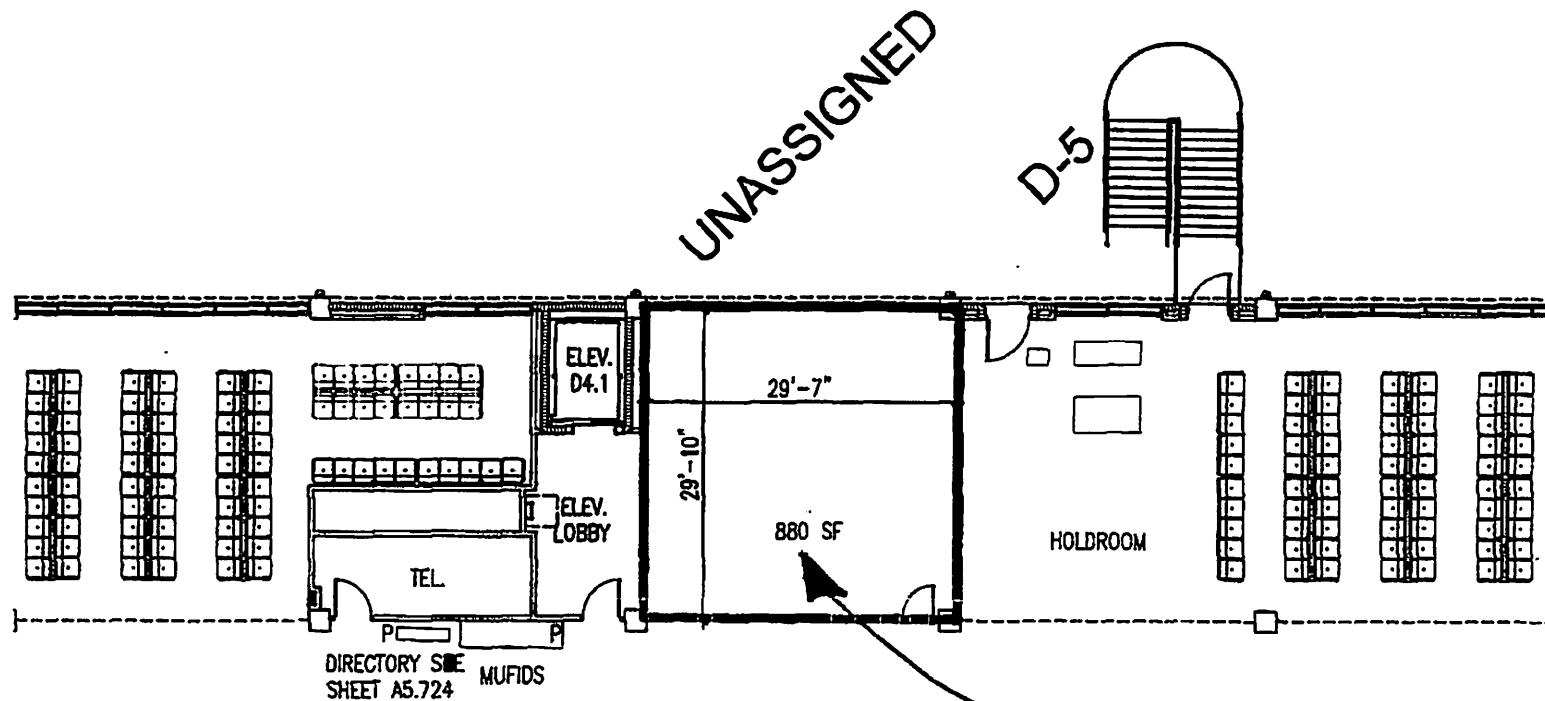 UNASSIGNED
D-5
ELEV.
D4.1
29'-7"
29'-10"
880 SF
ELEV.
LOBBY
HOLDROOM
TEL.
P
P
DIRECTORY SEE
SHEET A5.724
MUFIDS